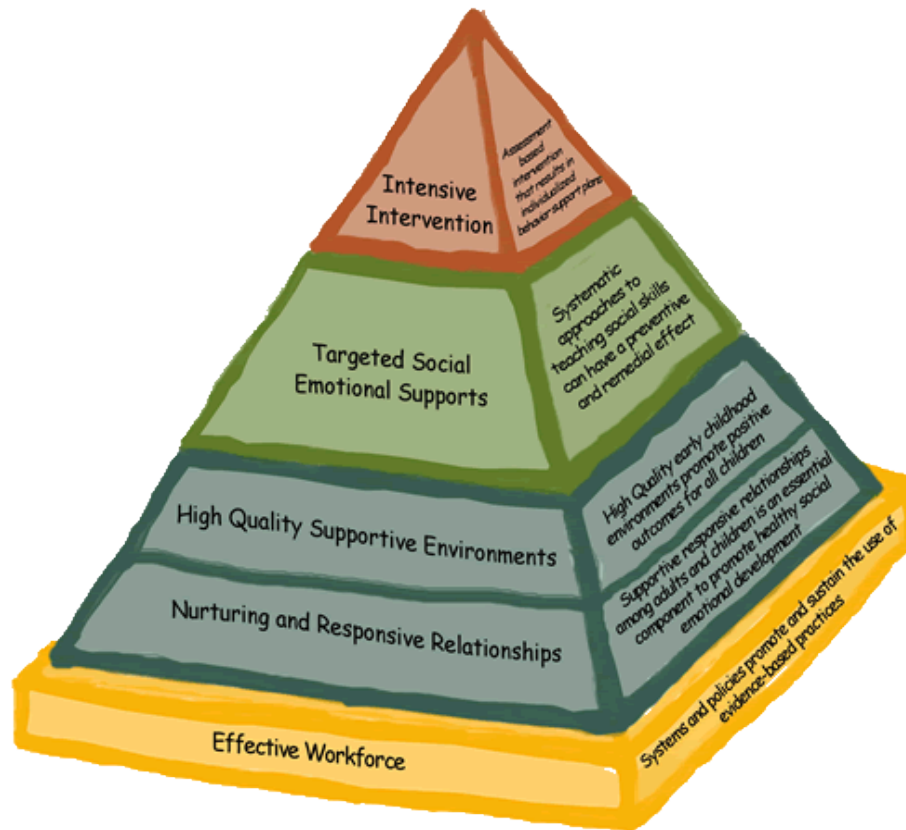 Intensive
Intervention
Assessment
based
intervention
that results in
individualized
behavior support plans
Targeted Social
Emotional Supports
Systematic
approaches to
teaching social skills
can have a preventive
and remedial effect
High Quality Supportive Environments
High Quality early childhood
environments promote positive
outcomes for all children
Nurturing and Responsive Relationships
Supportive responsive relationships
among adults and children is an essential
component to promote healthy social
emotional development
Effective Workforce
Systems and policies promote and sustain the use of
evidence-based practices